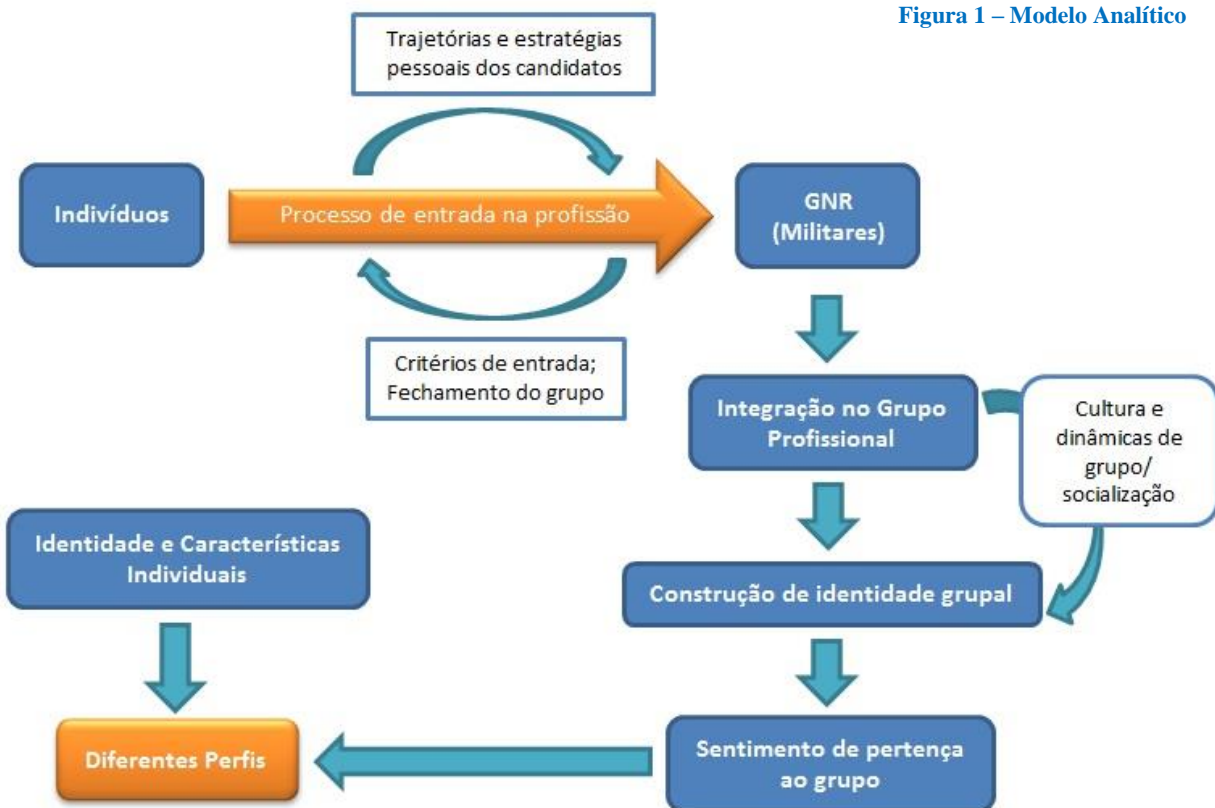 Figura 1 – Modelo Analítico
Trajetórias e estratégias
pessoais dos candidatos
Indivíduos
Processo de entrada na profissão
GNR
(Militares)
Critérios de entrada;
Fechamento do grupo
Integração no Grupo
Profissional
Cultura e
dinâmicas de
grupo/
socialização
Identidade e Características
Individuais
Construção de identidade grupal
Diferentes Perfis
Sentimento de pertença
ao grupo